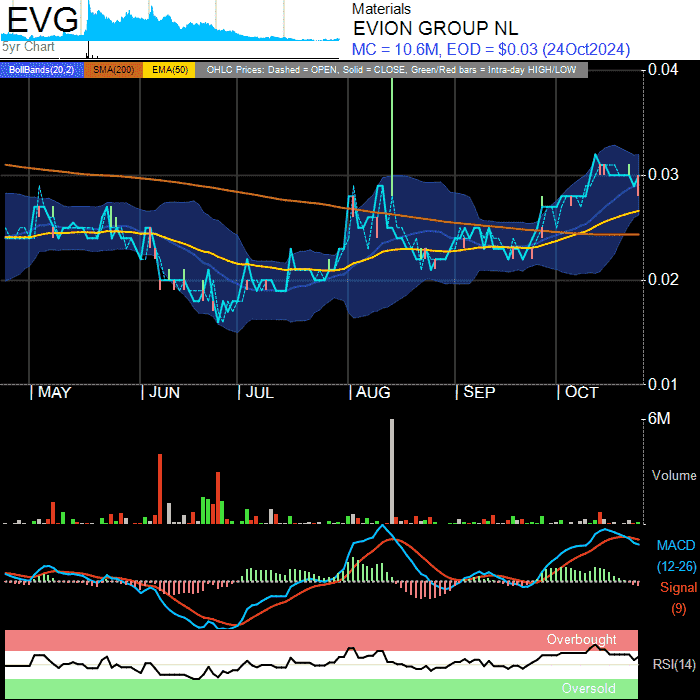 EVG
5yr Chart
Materials
EVION GROUP NL
MC = 10.6M, EOD = $0.03 (24Oct2024)
BollBands(20,2) SMA(200) EMA(50) OHLC Prices: Dashed = OPEN, Solid = CLOSE, Green/Red bars = Intra-day HIGH/LOW
0.04
0.03
0.02
0.01
MAY JUN JUL AUG SEP OCT
6M
Volume
MACD
(12-26)
Signal
(9)
Overbought
RSI(14)
Oversold